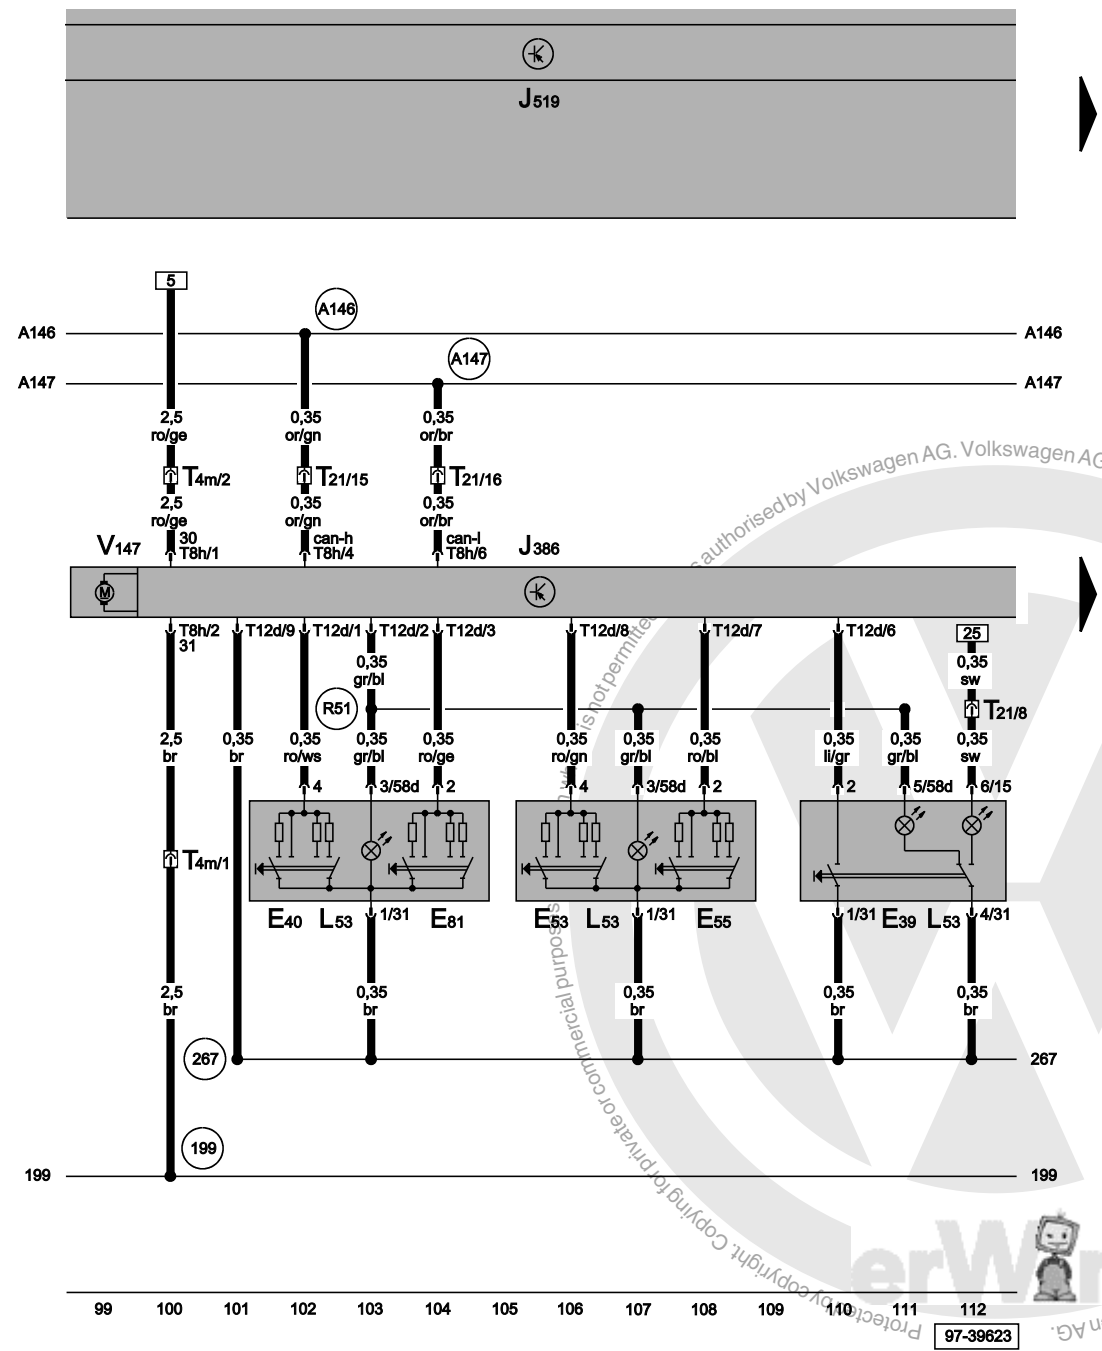 J519
5
A146
A146 A146
A147
A147 A147
2,5 0,35 0,35
ro/ge or/gn or/br
T4m/2 T21/15 T21/16
2,5 0,35 0,35
ro/ge or/gn or/br
30 can-h can-l
V147 T8h/1 T8h/4 T8h/6 J386
M
T8h/2 T12d/9 T12d/1 T12d/2 T12d/3 T12d/8 T12d/7 T12d/6 25
31
0,35 0,35
gr/bl sw
R51 T21/8
2,5 0,35 0,35 0,35 0,35 0,35 0,35 0,35 0,35 0,35 0,35
br br ro/ws gr/bl ro/ge ro/gn gr/bl ro/bl li/gr gr/bl sw
4 3/58d 2 4 3/58d 2 2 5/58d 6/15
T4m/1
E40 L53 1/31 E81 E53 L53 1/31 E55 1/31 E39 L53 4/31
2,5 0,35 0,35 0,35 0,35
br br br br br
267 267
199
199 199
99 100 101 102 103 104 105 106 107 108 109 110 111 112
97-39623
authorised by Volkswagen AG. Volkswagen AG
is not permitted
commercial purposes
Protected by copyright. Copying for private or commercial purposes
erWin